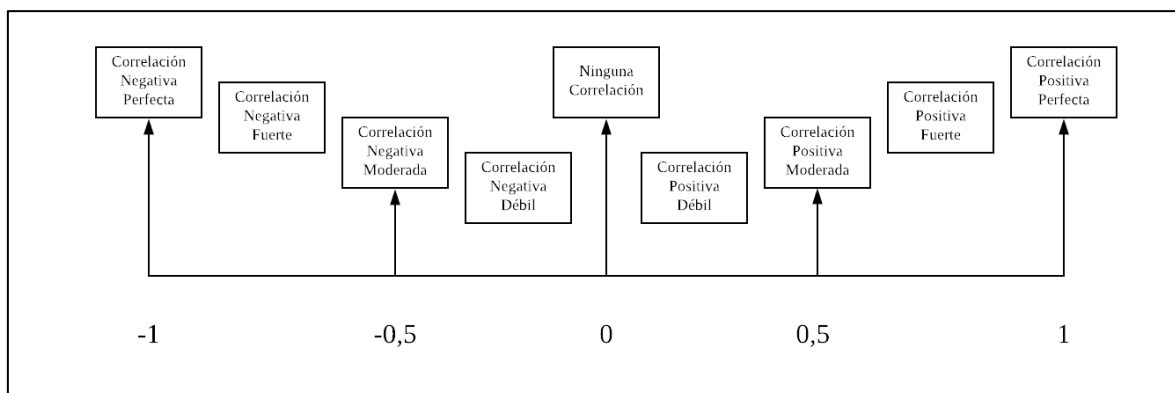 Correlación
Negativa
Perfecta
Correlación
Negativa
Fuerte
Correlación
Negativa
Moderada
Correlación
Negativa
Débil
Ninguna
Correlación
Correlación
Positiva
Débil
Correlación
Positiva
Moderada
Correlación
Positiva
Fuerte
Correlación
Positiva
Perfecta
-1
-0,5
0
0,5
1